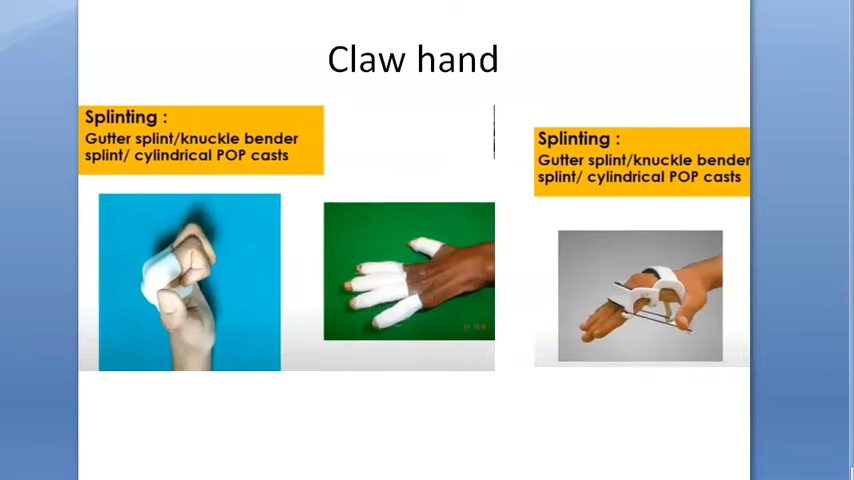 Claw hand
Splinting :
Gutter splint/knuckle bender
splint/ cylindrical POP casts
Splinting :
Gutter splint/knuckle bender
splint/ cylindrical POP casts